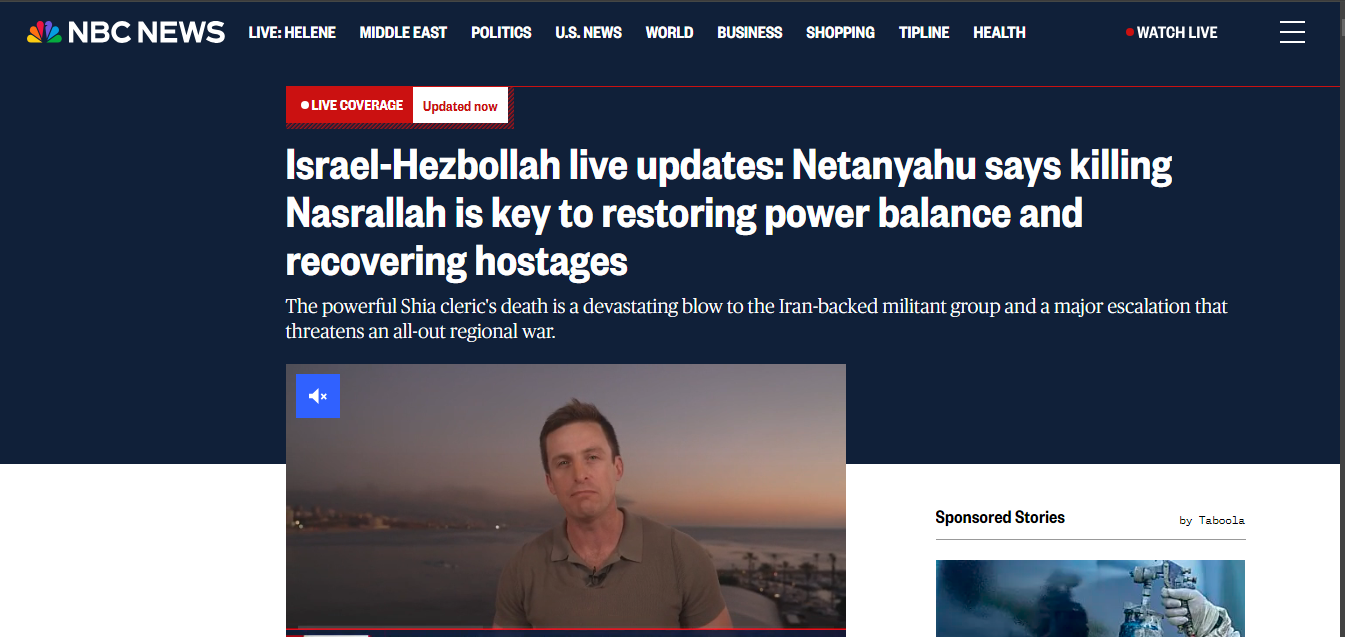 NBC NEWS LIVE: HELENE MIDDLE EAST POLITICS U.S. NEWS WORLD BUSINESS SHOPPING TIPLINE HEALTH WATCH LIVE
LIVE COVERAGE Updated now
Israel-Hezbollah live updates: Netanyahu says killing
Nasrallah is key to restoring power balance and
recovering hostages
The powerful Shia cleric's death is a devastating blow to the Iran-backed militant group and a major escalation that
threatens an all-out regional war.
Sponsored Stories
by Taboola